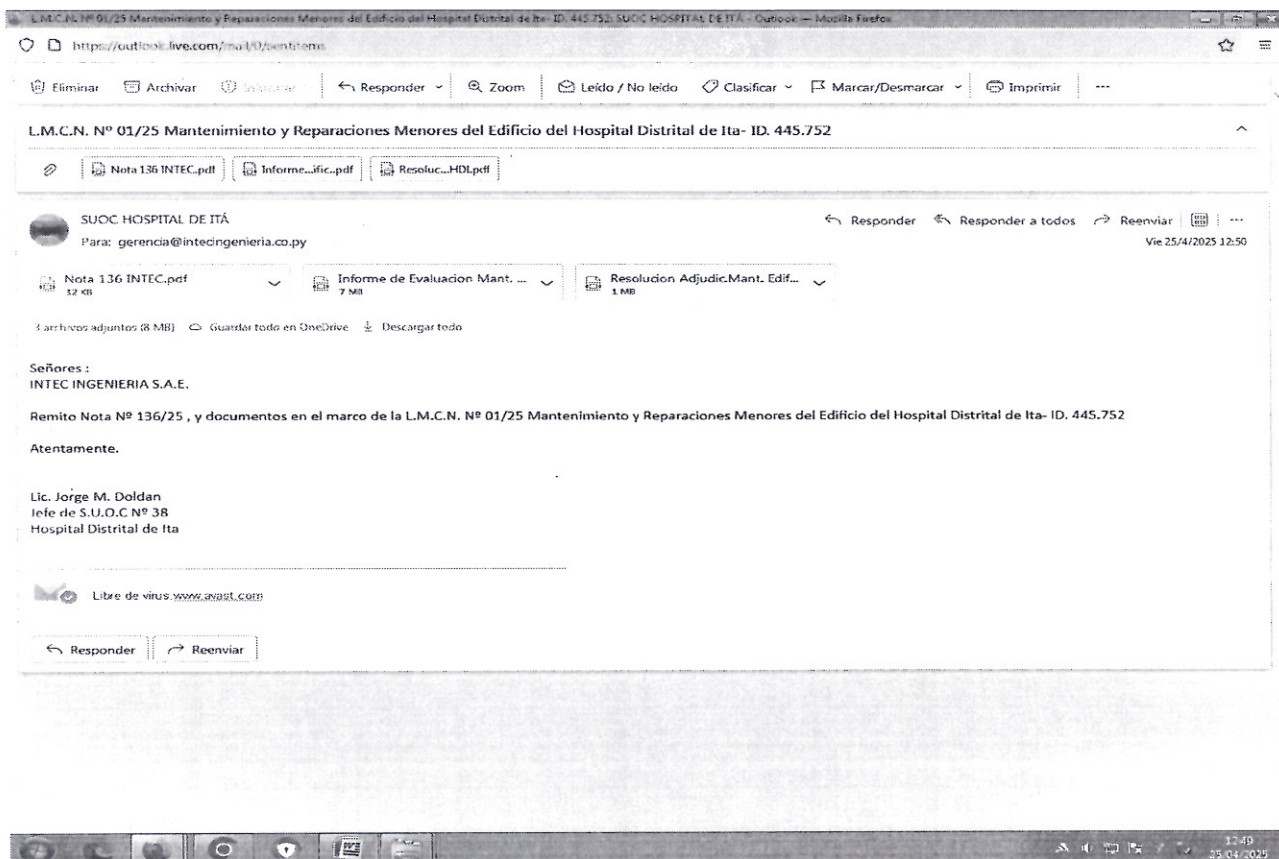 L.M.C.N. Nº 01/25 Mantenimiento y Reparaciones Menores del Edificio del Hospital Distrital de Ita- ID. 445.752: SUOC HOSPITAL DE ITÁ - Outlook — Mozilla Firefox
https://outlook.live.com/mail/0/sentitems
Eliminar Archivar Responder Zoom Leído / No leído Clasificar Marcar/Desmarcar Imprimir ...
L.M.C.N. Nº 01/25 Mantenimiento y Reparaciones Menores del Edificio del Hospital Distrital de Ita- ID. 445.752
Nota 136 INTEC.pdf Informe...ific..pdf Resoluc...HDI.pdf
SUOC HOSPITAL DE ITÁ Responder Responder a todos Reenviar ...
Para: gerencia@intecingenieria.co.py Vie 25/4/2025 12:50
Nota 136 INTEC.pdf Informe de Evaluacion Mant. ... Resolucion Adjudic.Mant. Edif...
32 KB 7 MB 1 MB
3 archivos adjuntos (8 MB) Guardar todo en OneDrive Descargar todo
Señores :
INTEC INGENIERIA S.A.E.
Remito Nota Nº 136/25 , y documentos en el marco de la L.M.C.N. Nº 01/25 Mantenimiento y Reparaciones Menores del Edificio del Hospital Distrital de Ita- ID. 445.752
Atentamente.
Lic. Jorge M. Doldan
Jefe de S.U.O.C Nº 38
Hospital Distrital de Ita
Libre de virus.www.avast.com
Responder Reenviar
12:49
25/04/2025